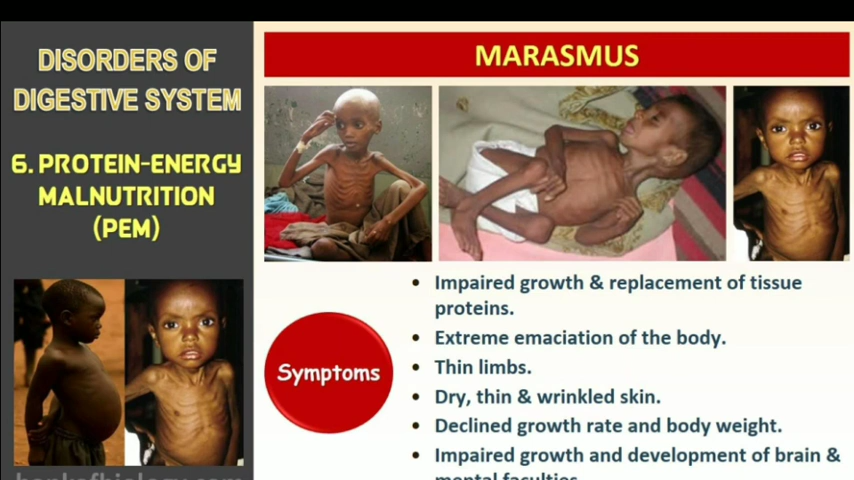 DISORDERS OF
DIGESTIVE SYSTEM
6. PROTEIN-ENERGY
MALNUTRITION
(PEM)
MARASMUS
Symptoms
• Impaired growth & replacement of tissue
proteins.
• Extreme emaciation of the body.
• Thin limbs.
• Dry, thin & wrinkled skin.
• Declined growth rate and body weight.
• Impaired growth and development of brain &
mental faculties.